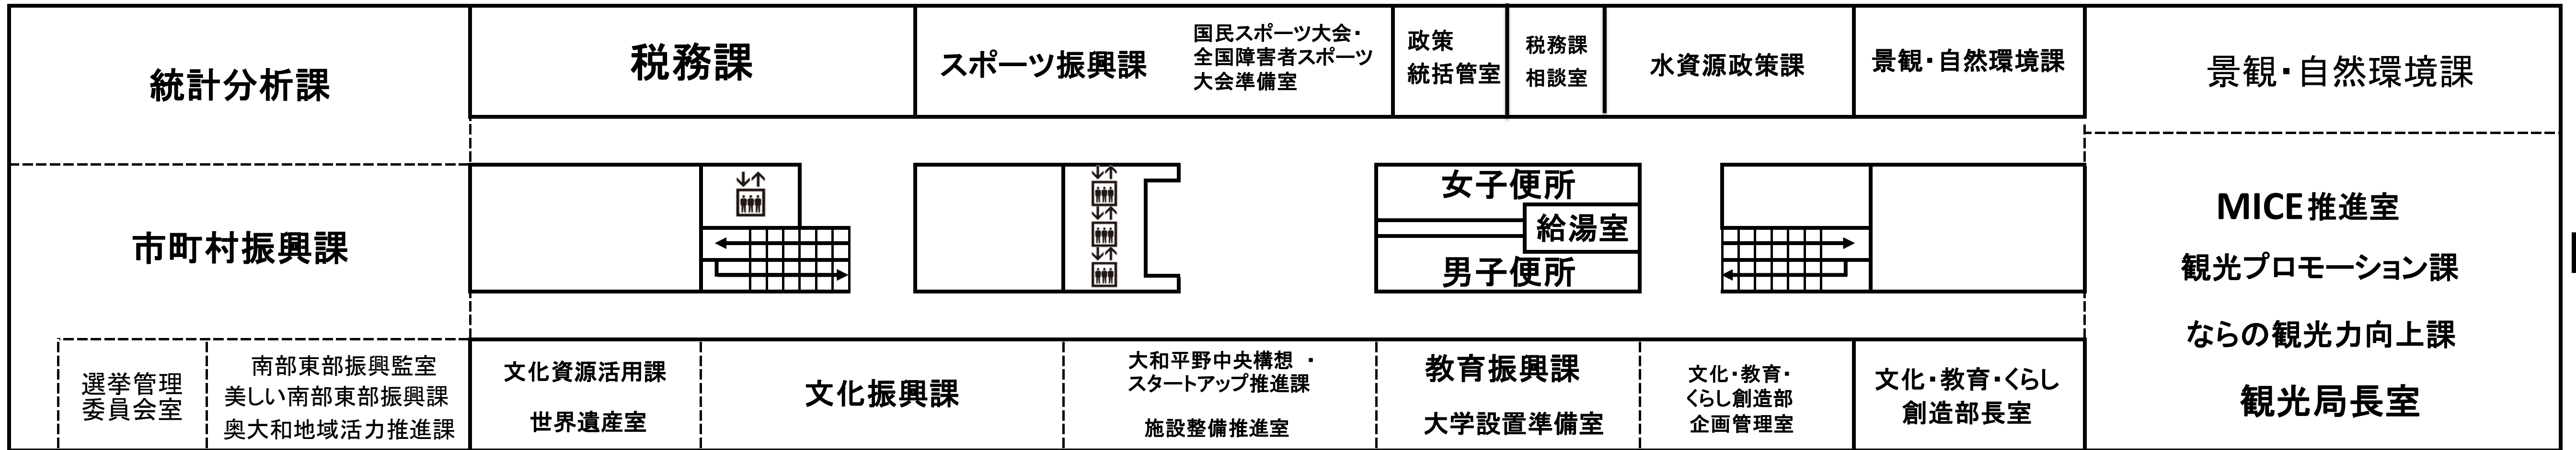 統計分析課
税務課
スポーツ振興課
国民スポーツ大会・
全国障害者スポーツ
大会準備室
政策
統括管室
税務課
相談室
水資源政策課
景観・自然環境課
景観・自然環境課
市町村振興課
女子便所
給湯室
男子便所
MICE推進室
観光プロモーション課
ならの観光力向上課
観光局長室
選挙管理
委員会室
南部東部振興監室
美しい南部東部振興課
奥大和地域活力推進課
文化資源活用課
世界遺産室
文化振興課
大和平野中央構想 ・
スタートアップ推進課
施設整備推進室
教育振興課
大学設置準備室
文化・教育・
くらし創造部
企画管理室
文化・教育・くらし
創造部長室